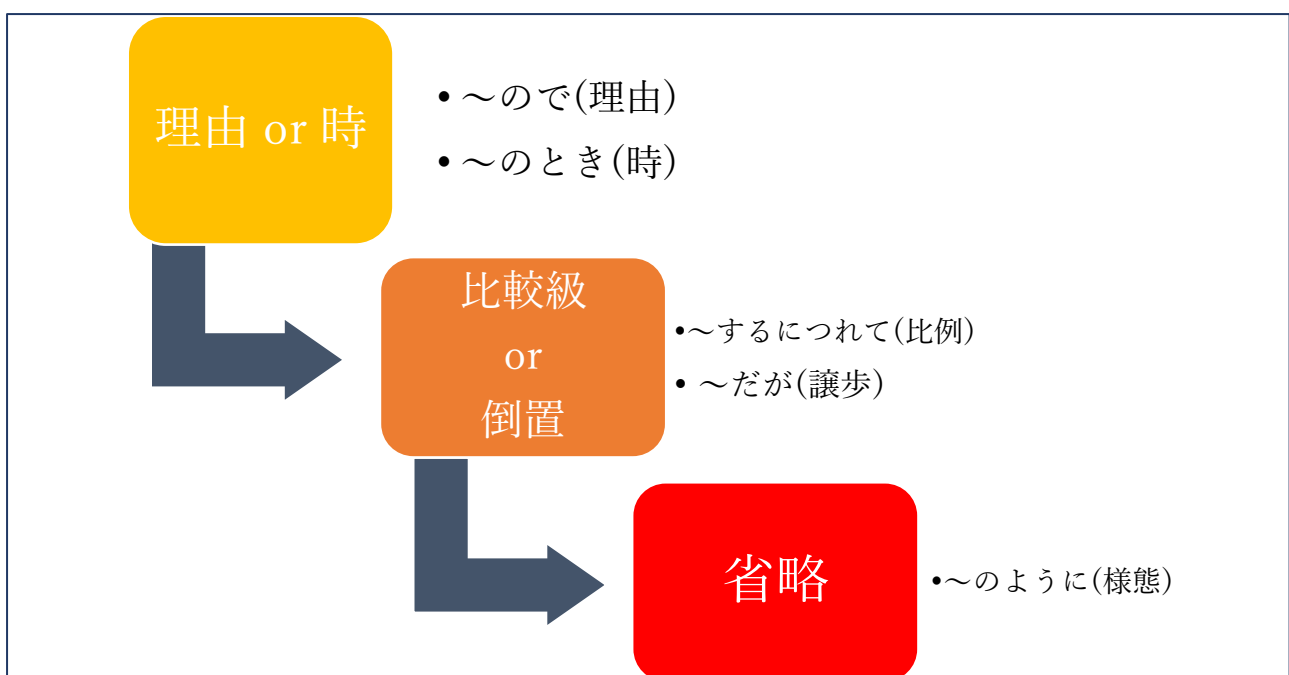 理由 or 時
• ～ので(理由)
• ～のとき(時)
比較級
or
倒置
•～するにつれて(比例)
• ～だが(譲歩)
省略
•～のように(様態)